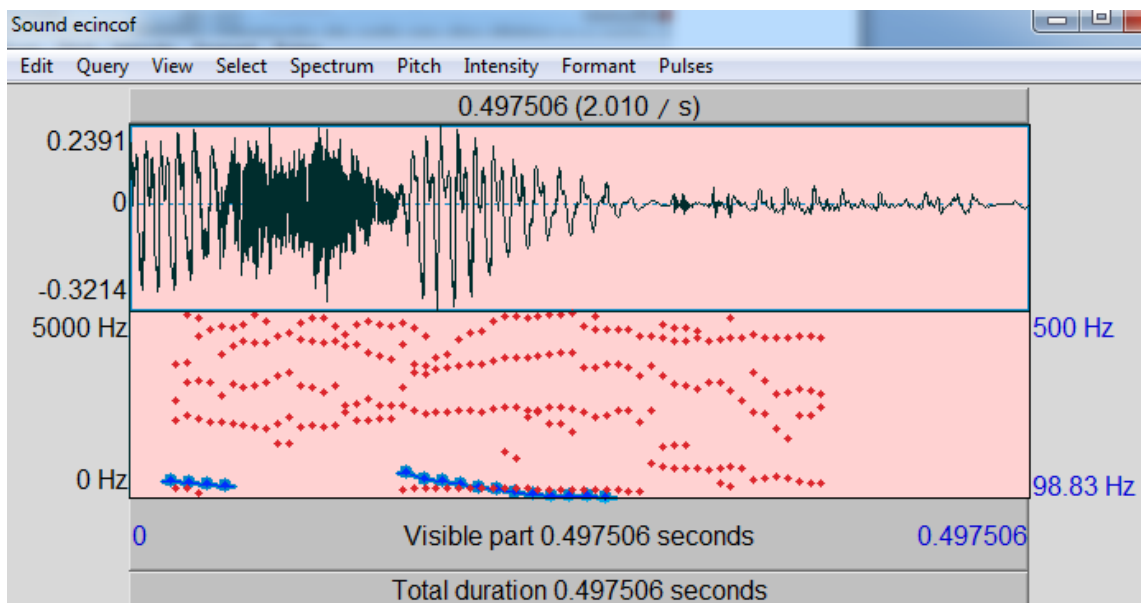 Sound ecincof
Edit Query View Select Spectrum Pitch Intensity Formant Pulses
0.497506 (2.010 / s)
0.2391
0
-0.3214
5000 Hz 500 Hz
0 Hz 98.83 Hz
0 Visible part 0.497506 seconds 0.497506
Total duration 0.497506 seconds